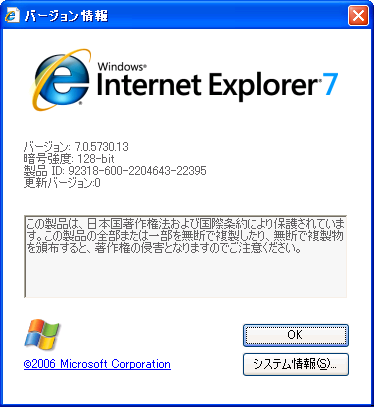 バージョン情報
Windows®
Internet Explorer 7
バージョン: 7.0.5730.13
暗号強度: 128-bit
製品 ID: 92318-600-2204643-22395
更新バージョン:0
この製品は、日本国著作権法および国際条約により保護されていま
す。この製品の全部または一部を無断で複製したり、無断で複製物
を頒布すると、著作権の侵害となりますのでご注意ください。
OK
©2006 Microsoft Corporation
システム情報(S)...